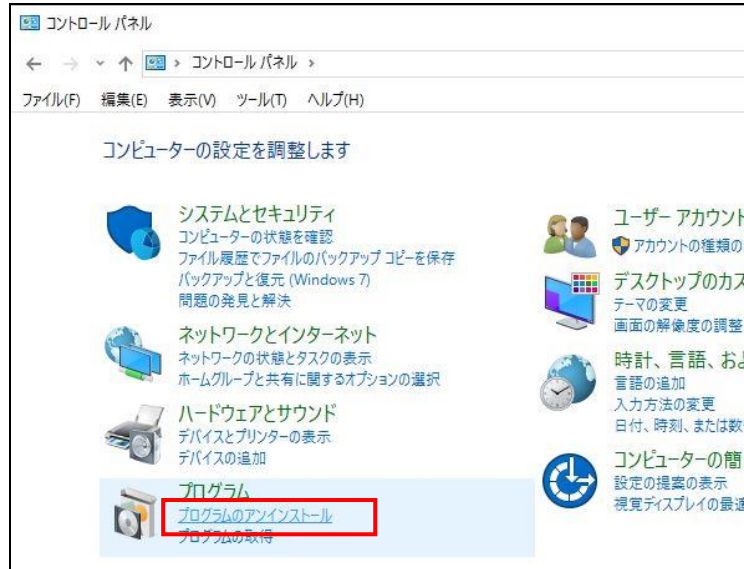 コントロール パネル
コントロール パネル
ファイル(F) 編集(E) 表示(V) ツール(T) ヘルプ(H)
コンピューターの設定を調整します
システムとセキュリティ
コンピューターの状態を確認
ファイル履歴でファイルのバックアップ コピーを保存
バックアップと復元 (Windows 7)
問題の発見と解決
ネットワークとインターネット
ネットワークの状態とタスクの表示
ホームグループと共有に関するオプションの選択
ハードウェアとサウンド
デバイスとプリンターの表示
デバイスの追加
プログラム
プログラムのアンインストール
プログラムの取得
ユーザー アカウント
アカウントの種類の
デスクトップのカス
テーマの変更
画面の解像度の調整
時計、言語、およ
言語の追加
入力方法の変更
日付、時刻、または数
コンピューターの簡
設定の提案の表示
視覚ディスプレイの最適